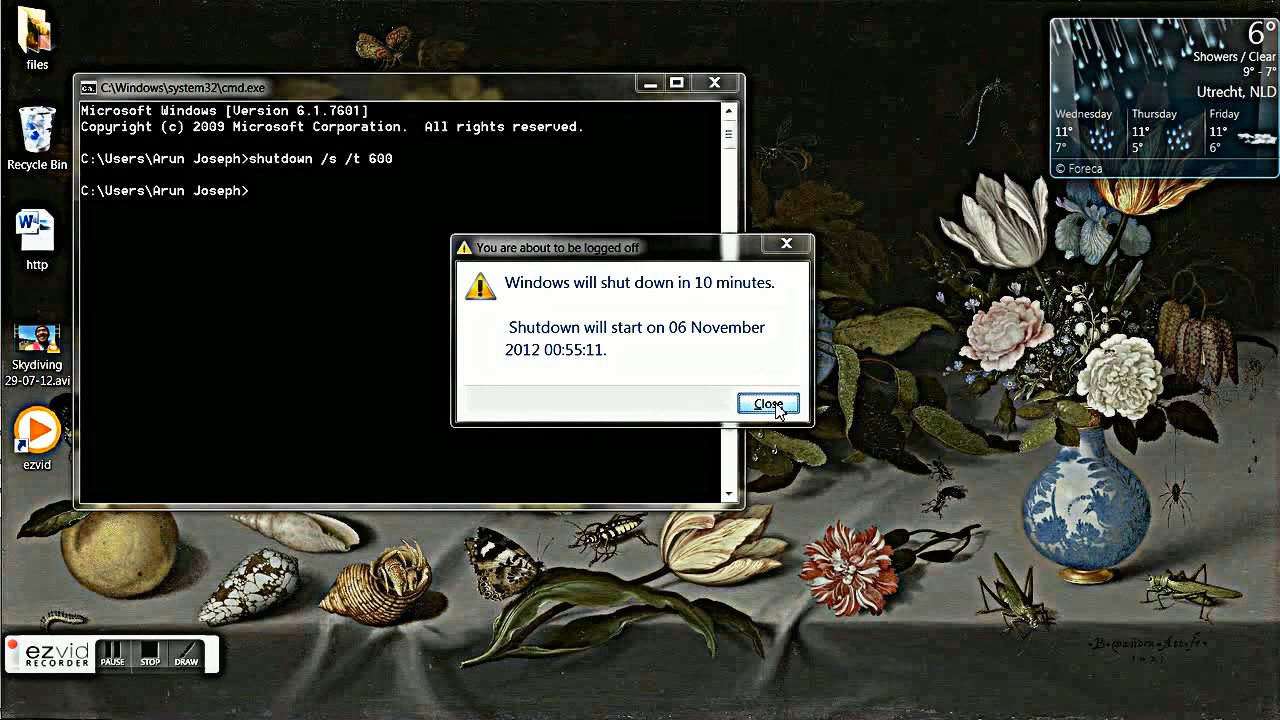 files
Recycle Bin
http
Skydiving
29-07-12.avi
ezvid
C:\Windows\system32\cmd.exe
Microsoft Windows [Version 6.1.7601]
Copyright (c) 2009 Microsoft Corporation.  All rights reserved.
C:\Users\Arun Joseph>shutdown /s /t 600
C:\Users\Arun Joseph>
You are about to be logged off
Windows will shut down in 10 minutes.
Shutdown will start on 06 November
2012 00:55:11.
Close
6°
Showers / Clear
9° - 7°
Utrecht, NLD
Wednesday Thursday Friday
11° 11° 11°
7° 5° 6°
© Foreca
ezvid
RECORDER
PAUSE STOP DRAW